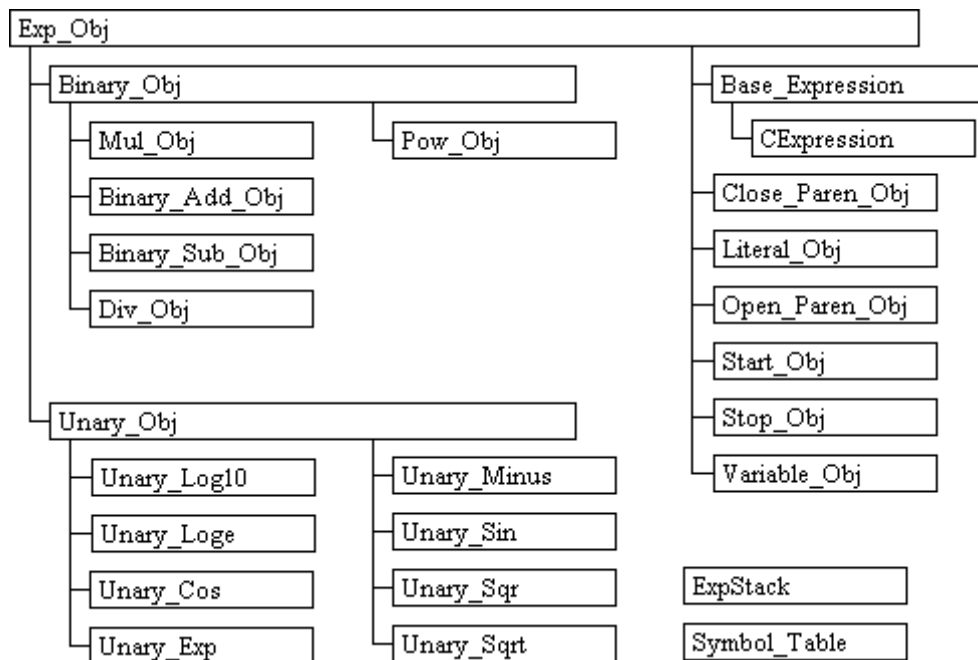 Exp_Obj
Binary_Obj
Mul_Obj
Pow_Obj
Binary_Add_Obj
Binary_Sub_Obj
Div_Obj
Base_Expression
CExpression
Close_Paren_Obj
Literal_Obj
Open_Paren_Obj
Start_Obj
Stop_Obj
Variable_Obj
Unary_Obj
Unary_Log10
Unary_Loge
Unary_Cos
Unary_Exp
Unary_Minus
Unary_Sin
Unary_Sqr
Unary_Sqrt
ExpStack
Symbol_Table